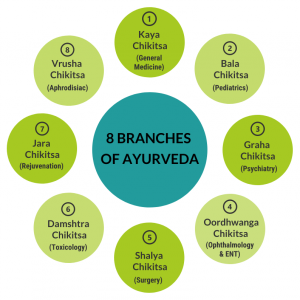 8 BRANCHES
OF AYURVEDA
1
Kaya
Chikitsa
(General
Medicine)
2
Bala
Chikitsa
(Pediatrics)
3
Graha
Chikitsa
(Psychiatry)
4
Oordhwanga
Chikitsa
(Ophthalmology
& ENT)
5
Shalya
Chikitsa
(Surgery)
6
Damshtra
Chikitsa
(Toxicology)
7
Jara
Chikitsa
(Rejuvenation)
8
Vrusha
Chikitsa
(Aphrodisiac)